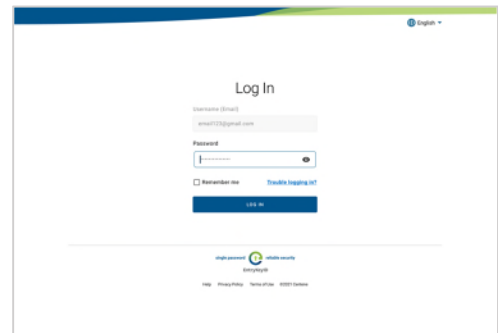 English
Log In
Username (Email)
email123@gmail.com
Password
Remember me
Trouble logging in?
LOG IN
single password
reliable security
EntryKeyID
Help Privacy Policy Terms of Use ©2021 Centene